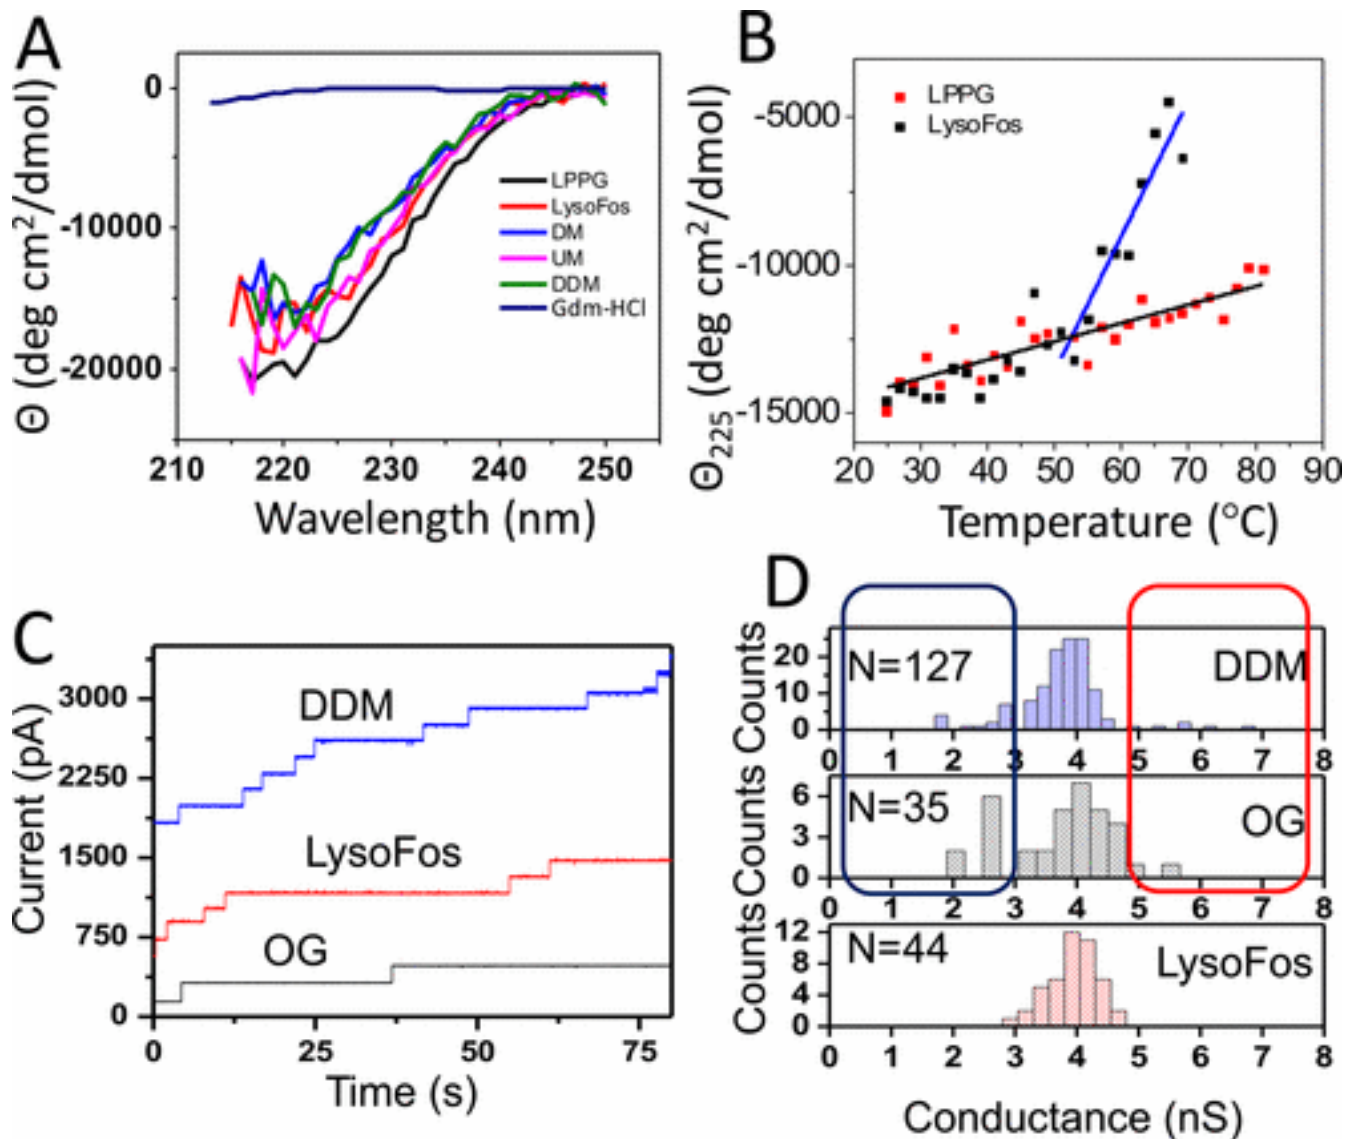 A
Θ (deg cm²/dmol)
0
-10000
-20000
LPPG
LysoFos
DM
UM
DDM
Gdm-HCl
210 220 230 240 250
Wavelength (nm)
B
Θ₂₂₅ (deg cm²/dmol)
-5000
-10000
-15000
LPPG
LysoFos
20 30 40 50 60 70 80 90
Temperature (°C)
C
Current (pA)
3000
2250
1500
750
0
DDM
LysoFos
OG
0 25 50 75
Time (s)
D
Counts
20
10
0
N=127 DDM
0 1 2 3 4 5 6 7 8
Counts
6
3
0
N=35 OG
0 1 2 3 4 5 6 7 8
Counts
12
8
4
0
N=44 LysoFos
0 1 2 3 4 5 6 7 8
Conductance (nS)